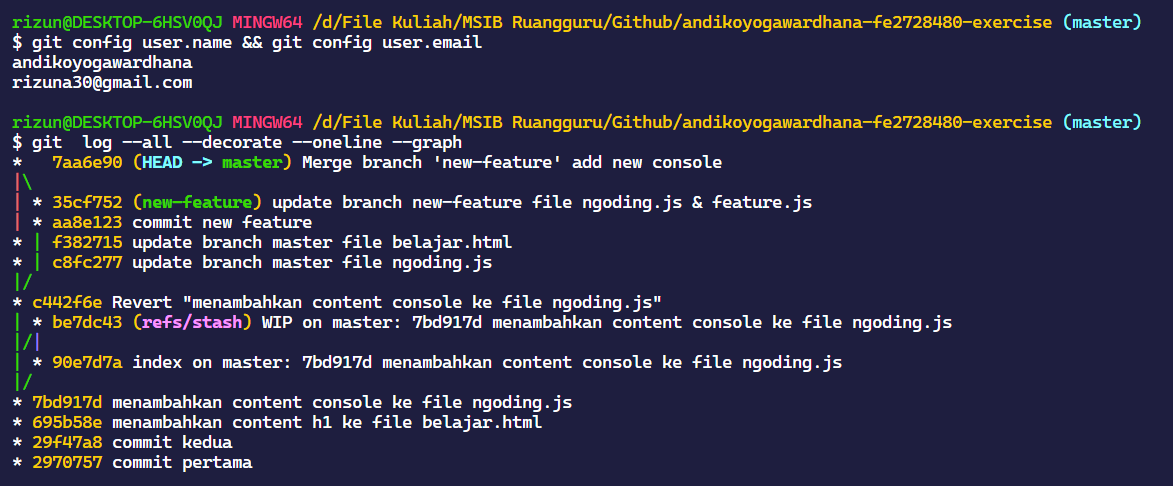 rizun@DESKTOP-6HSV0QJ MINGW64 /d/File Kuliah/MSIB Ruangguru/Github/andikoyogawardhana-fe2728480-exercise (master)
$ git config user.name && git config user.email
andikoyogawardhana
rizuna30@gmail.com

rizun@DESKTOP-6HSV0QJ MINGW64 /d/File Kuliah/MSIB Ruangguru/Github/andikoyogawardhana-fe2728480-exercise (master)
$ git  log --all --decorate --oneline --graph
*   7aa6e90 (HEAD -> master) Merge branch 'new-feature' add new console
|\
| * 35cf752 (new-feature) update branch new-feature file ngoding.js & feature.js
| * aa8e123 commit new feature
* | f382715 update branch master file belajar.html
* | c8fc277 update branch master file ngoding.js
|/
* c442f6e Revert "menambahkan content console ke file ngoding.js"
| * be7dc43 (refs/stash) WIP on master: 7bd917d menambahkan content console ke file ngoding.js
|/|
| * 90e7d7a index on master: 7bd917d menambahkan content console ke file ngoding.js
|/
* 7bd917d menambahkan content console ke file ngoding.js
* 695b58e menambahkan content h1 ke file belajar.html
* 29f47a8 commit kedua
* 2970757 commit pertama